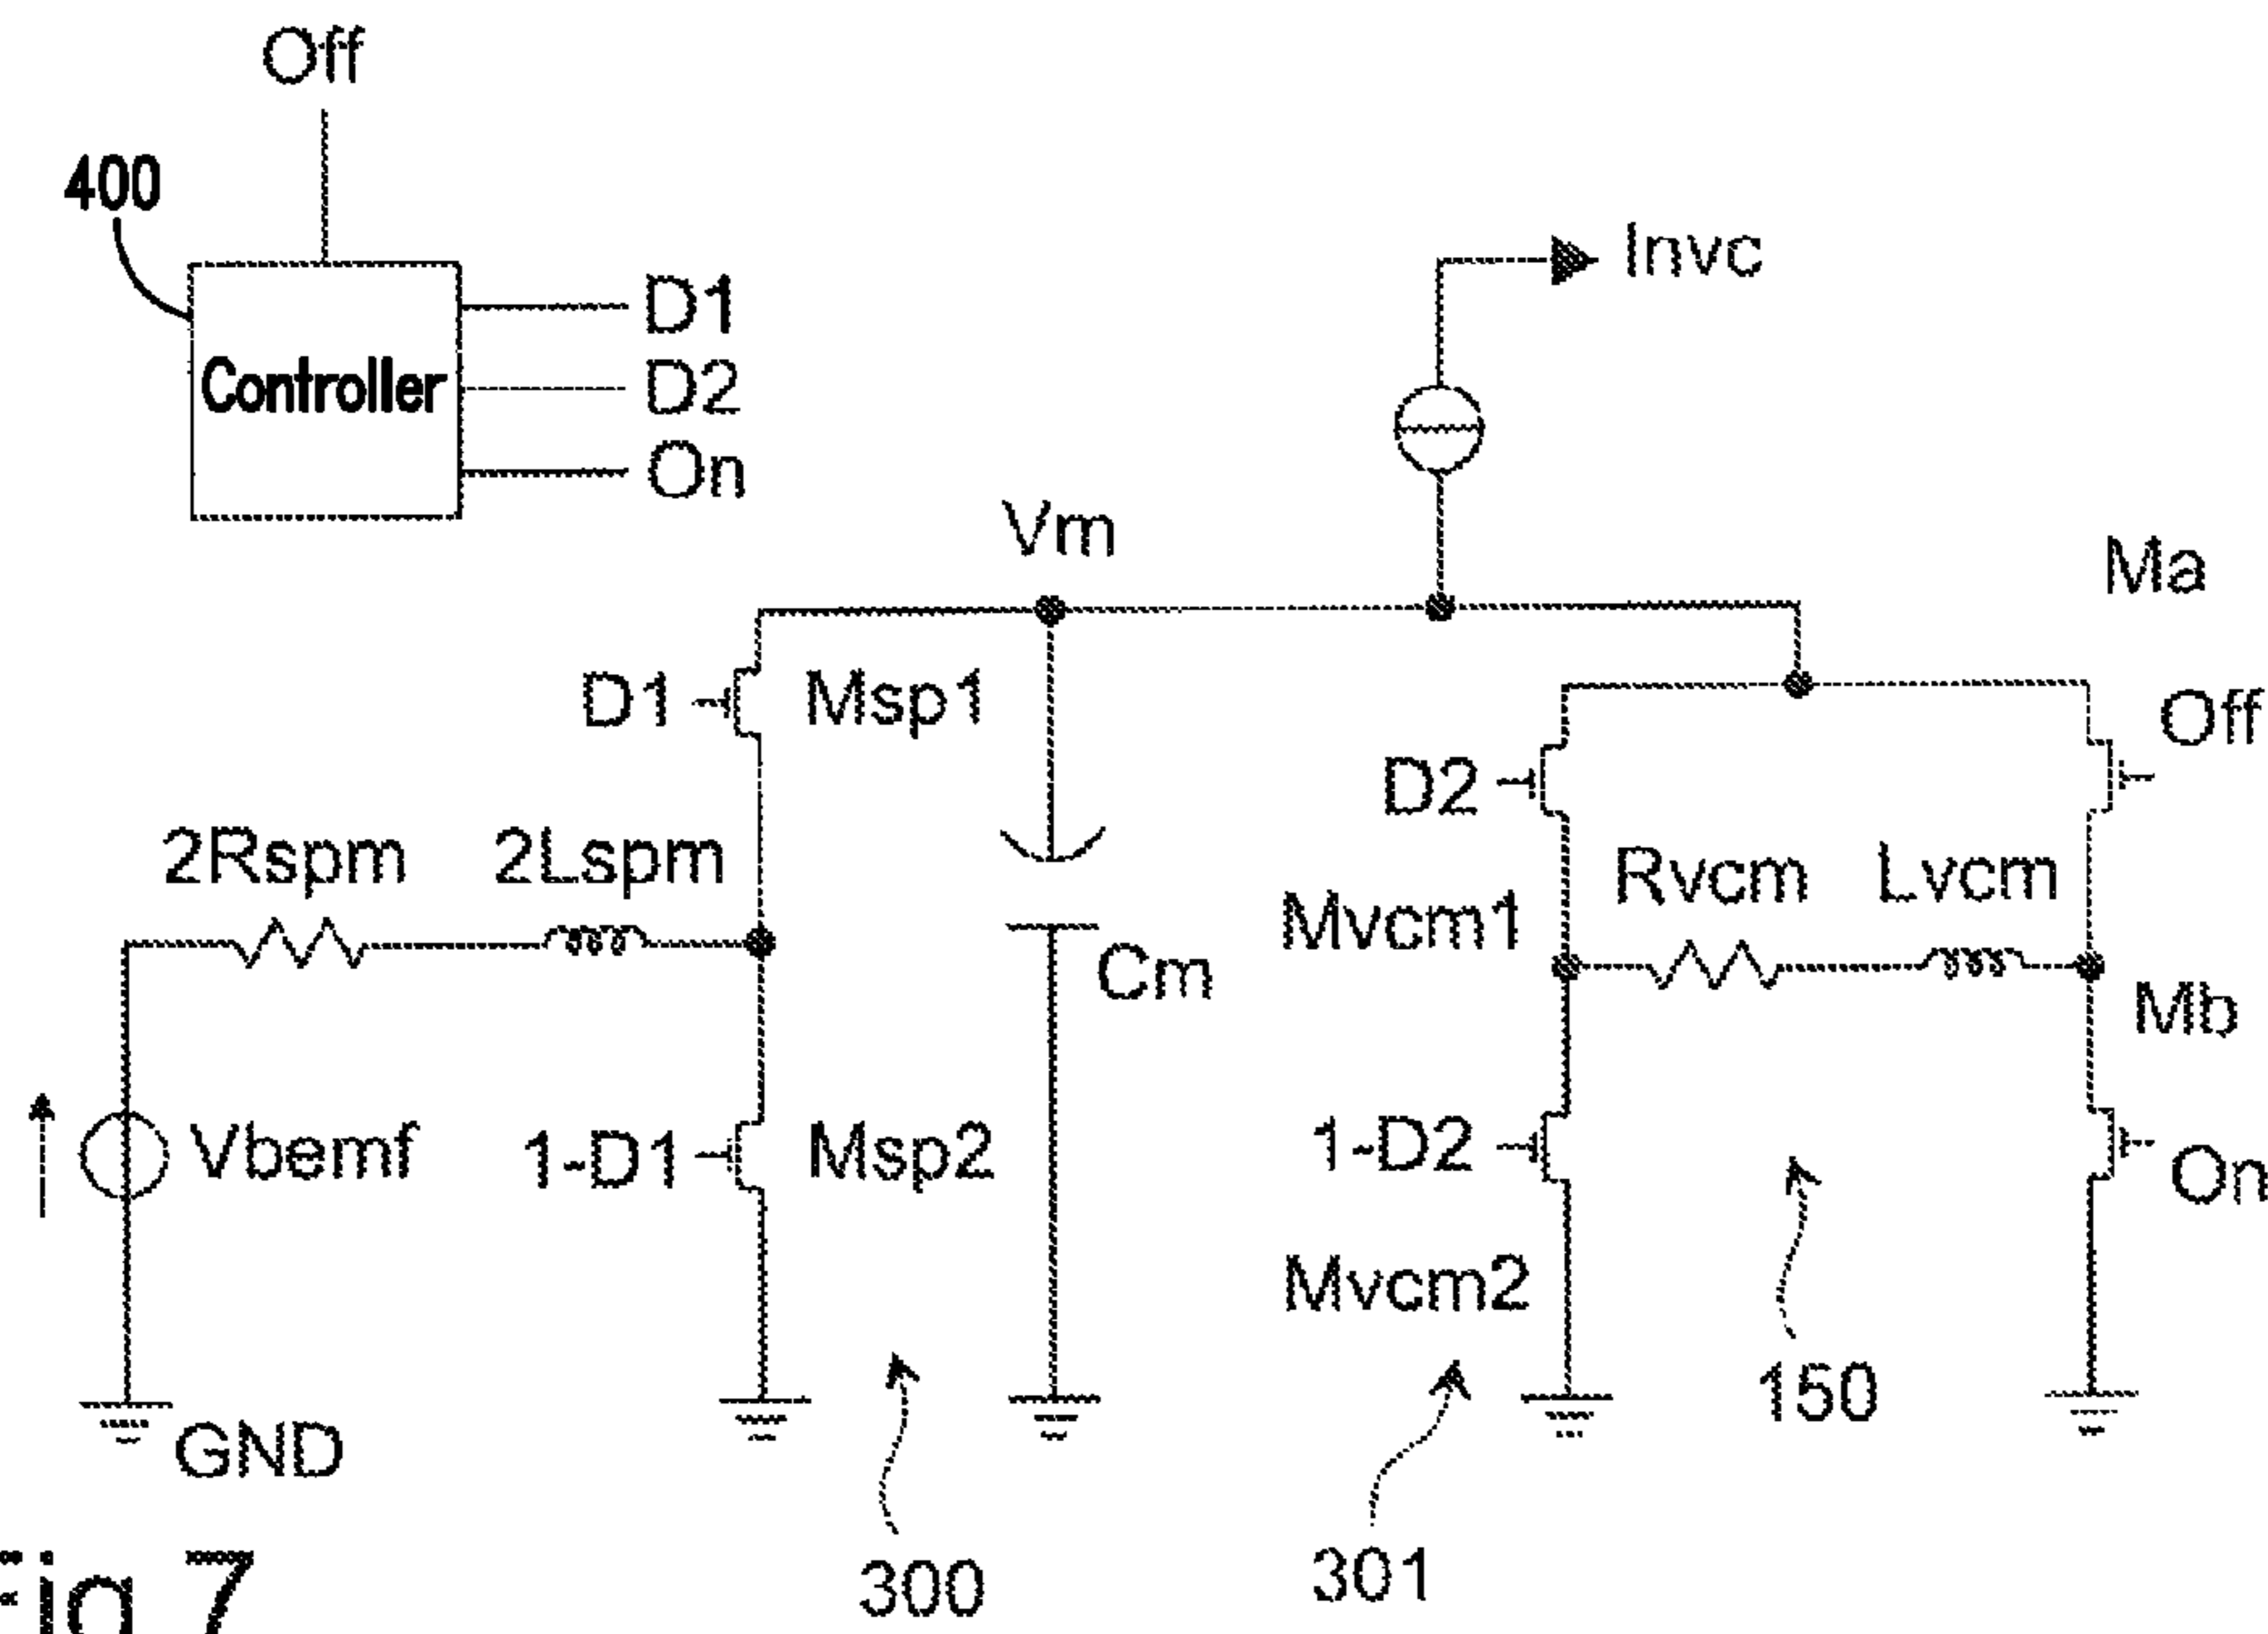 Off
400
Controller
D1
D2
On
Invc
Vm
Ma
D1
Msp1
Off
D2
2Rspm
2Lspm
Mvcm1
Rvcm
Lvcm
Cm
Mb
Vbemf
1-D1
Msp2
1-D2
On
Mvcm2
GND
150
300
301
Fig 7